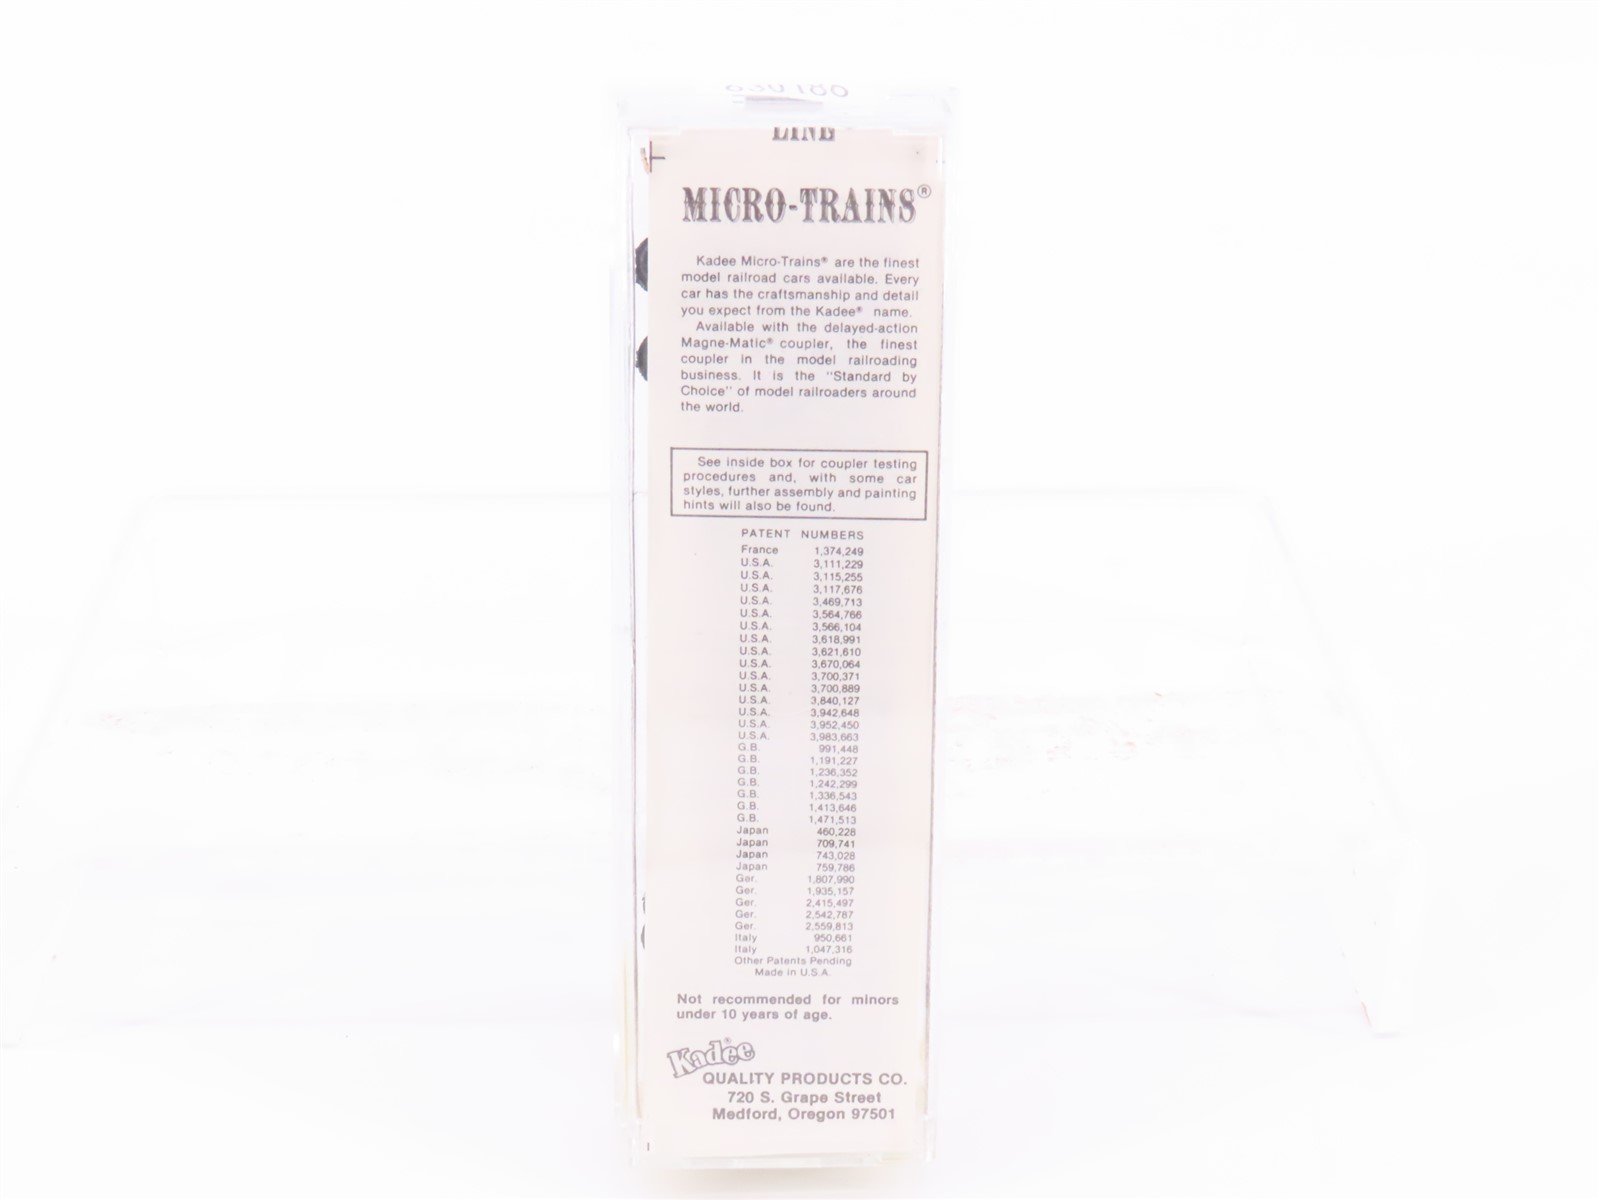 LINE
MICRO-TRAINS®
Kadee Micro-Trains® are the finest
model railroad cars available. Every
car has the craftsmanship and detail
you expect from the Kadee® name.
Available with the delayed-action
Magne-Matic® coupler, the finest
coupler in the model railroading
business. It is the "Standard by
Choice" of model railroaders around
the world.
See inside box for coupler testing
procedures and, with some car
styles, further assembly and painting
hints will also be found.
PATENT NUMBERS
France 1,374,249
U.S.A. 3,111,229
U.S.A. 3,115,255
U.S.A. 3,117,676
U.S.A. 3,469,713
U.S.A. 3,564,766
U.S.A. 3,566,104
U.S.A. 3,618,991
U.S.A. 3,621,610
U.S.A. 3,670,064
U.S.A. 3,700,371
U.S.A. 3,700,889
U.S.A. 3,840,127
U.S.A. 3,942,648
U.S.A. 3,952,450
U.S.A. 3,983,663
G.B. 991,448
G.B. 1,191,227
G.B. 1,236,352
G.B. 1,242,299
G.B. 1,336,543
G.B. 1,413,646
G.B. 1,471,513
Japan 460,228
Japan 709,741
Japan 743,028
Japan 759,786
Ger. 1,807,990
Ger. 1,935,157
Ger. 2,415,497
Ger. 2,542,787
Ger. 2,559,813
Italy 950,661
Italy 1,047,316
Other Patents Pending
Made in U.S.A.
Not recommended for minors
under 10 years of age.
Kadee®
QUALITY PRODUCTS CO.
720 S. Grape Street
Medford, Oregon 97501